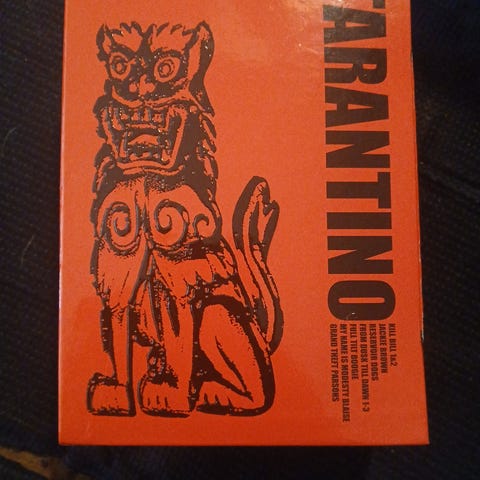 TARANTINO
KILL BILL 1&2
JACKIE BROWN
RESERVOIR DOGS
FROM DUSK TILL DAWN 1-3
FULL TILT BOOGIE
MY NAME IS MODESTY BLAISE
GRAND THEFT PARSONS